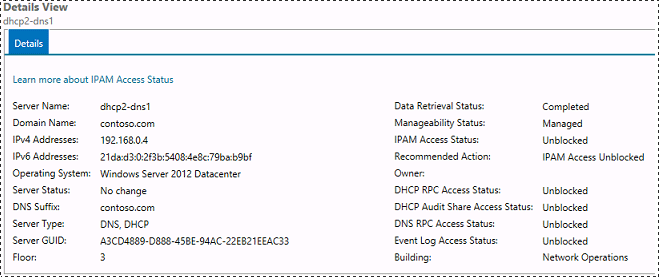 Details View
dhcp2-dns1
Details
Learn more about IPAM Access Status
Server Name: dhcp2-dns1 Data Retrieval Status: Completed
Domain Name: contoso.com Manageability Status: Managed
IPv4 Addresses: 192.168.0.4 IPAM Access Status: Unblocked
IPv6 Addresses: 21da:d3:0:2f3b:5408:4e8c:79ba:b9bf Recommended Action: IPAM Access Unblocked
Operating System: Windows Server 2012 Datacenter Owner:
Server Status: No change DHCP RPC Access Status: Unblocked
DNS Suffix: contoso.com DHCP Audit Share Access Status: Unblocked
Server Type: DNS, DHCP DNS RPC Access Status: Unblocked
Server GUID: A3CD4889-D888-45BE-94AC-22EB21EEAC33 Event Log Access Status: Unblocked
Floor: 3 Building: Network Operations